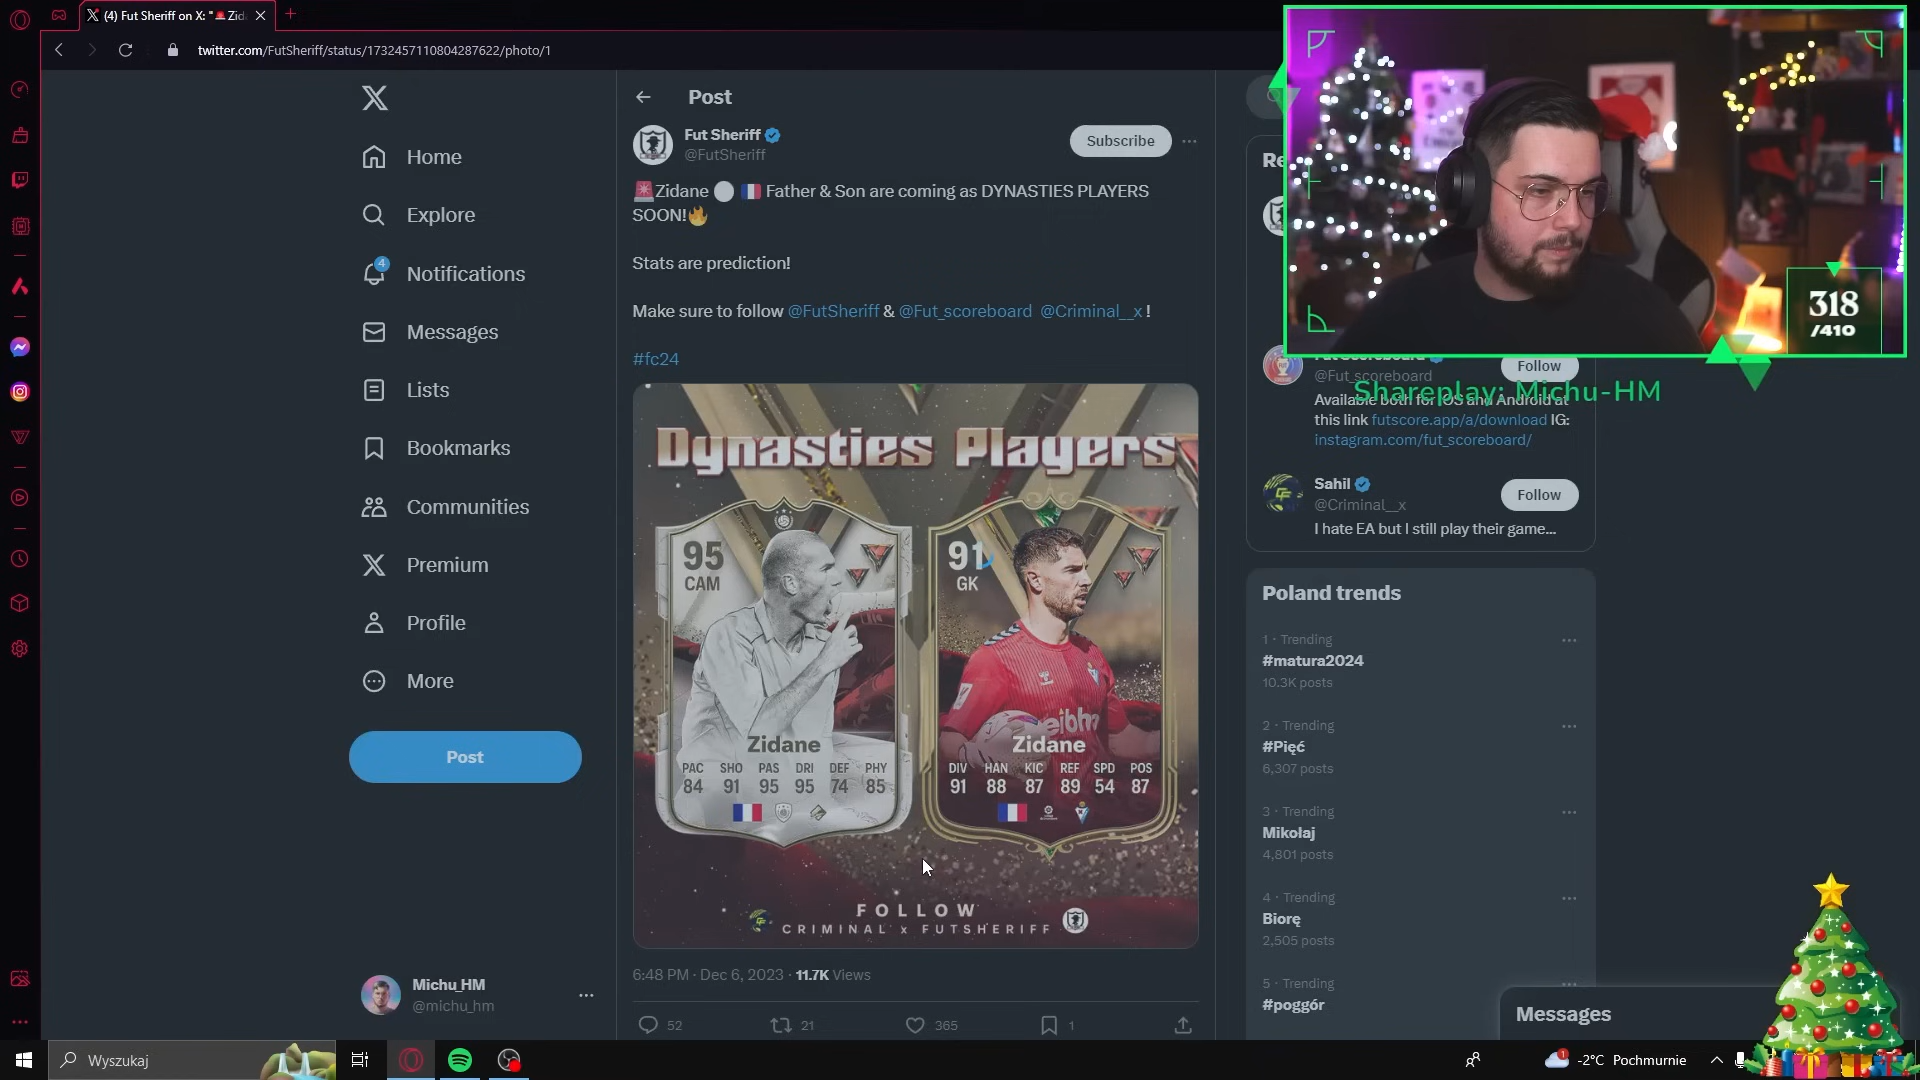 (4) Fut Sheriff on X: "🚨Zida
twitter.com/FutSheriff/status/1732457110804287622/photo/1
Home
Explore
4
Notifications
Messages
Lists
Bookmarks
Communities
Premium
Profile
More
Post
Michu_HM
@michu_hm
Post
Fut Sheriff
@FutSheriff
Subscribe
🚨Zidane ⚪ 🇫🇷 Father & Son are coming as DYNASTIES PLAYERS
SOON!🔥
Stats are prediction!
Make sure to follow @FutSheriff & @Fut_scoreboard @Criminal__x !
#fc24
Dynasties Players
95
CAM
Zidane
PAC SHO PAS DRI DEF PHY
84 91 95 95 74 85
91
GK
Zidane
DIV HAN KIC REF SPD POS
91 88 87 89 54 87
FOLLOW
CRIMINAL x FUTSHERIFF
6:48 PM · Dec 6, 2023 · 11.7K Views
52
21
365
1
Re
318
/410
Shareplay: Michu-HM
Follow
@Fut_scoreboard
Available both for iOS and Android at
this link futscore.app/a/download IG:
instagram.com/fut_scoreboard/
Sahil
@Criminal__x
Follow
I hate EA but I still play their game...
Poland trends
1 · Trending
#matura2024
10.3K posts
2 · Trending
#Pięć
6,307 posts
3 · Trending
Mikołaj
4,801 posts
4 · Trending
Biorę
2,505 posts
5 · Trending
#poggór
Messages
Wyszukaj
1
-2°C Pochmurnie